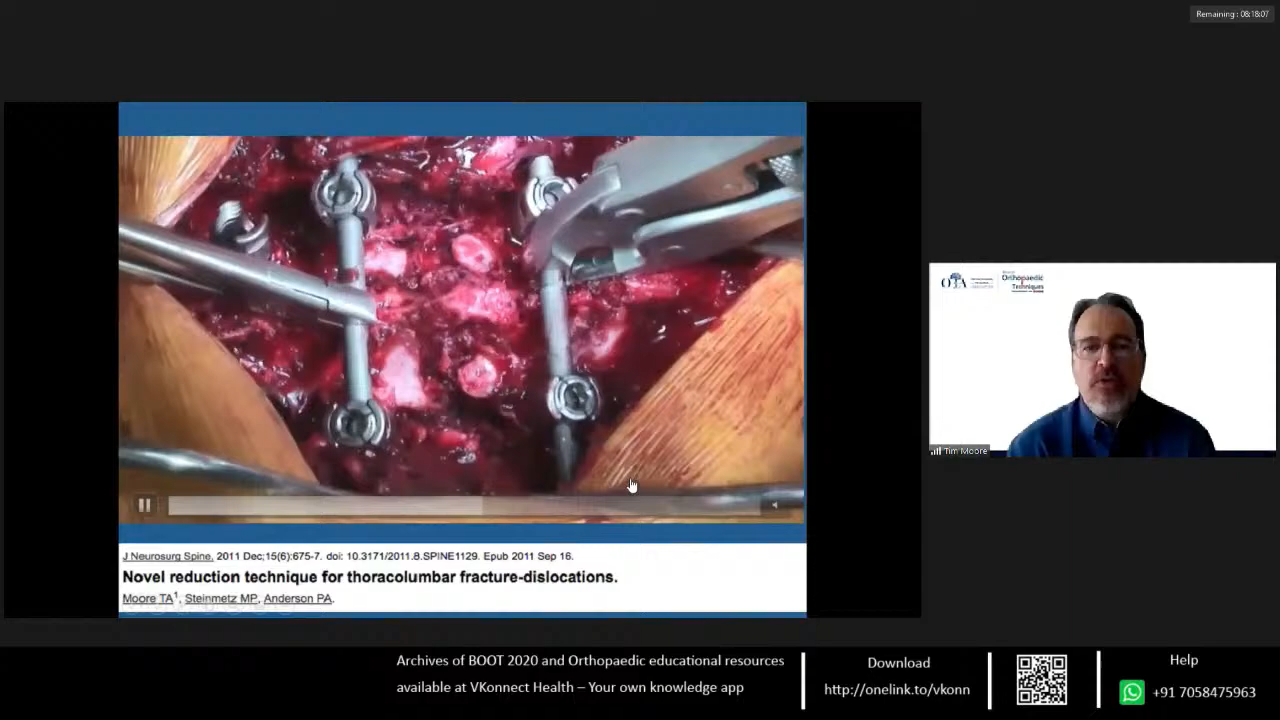 Remaining : 08:18:07
OTA
Orthopaedic
Techniques
Tim Moore
J Neurosurg Spine. 2011 Dec;15(6):675-7. doi: 10.3171/2011.8.SPINE1129. Epub 2011 Sep 16.
Novel reduction technique for thoracolumbar fracture-dislocations.
Moore TA1, Steinmetz MP, Anderson PA.
Archives of BOOT 2020 and Orthopaedic educational resources
available at VKonnect Health – Your own knowledge app
Download
http://onelink.to/vkonn
Help
+91 7058475963